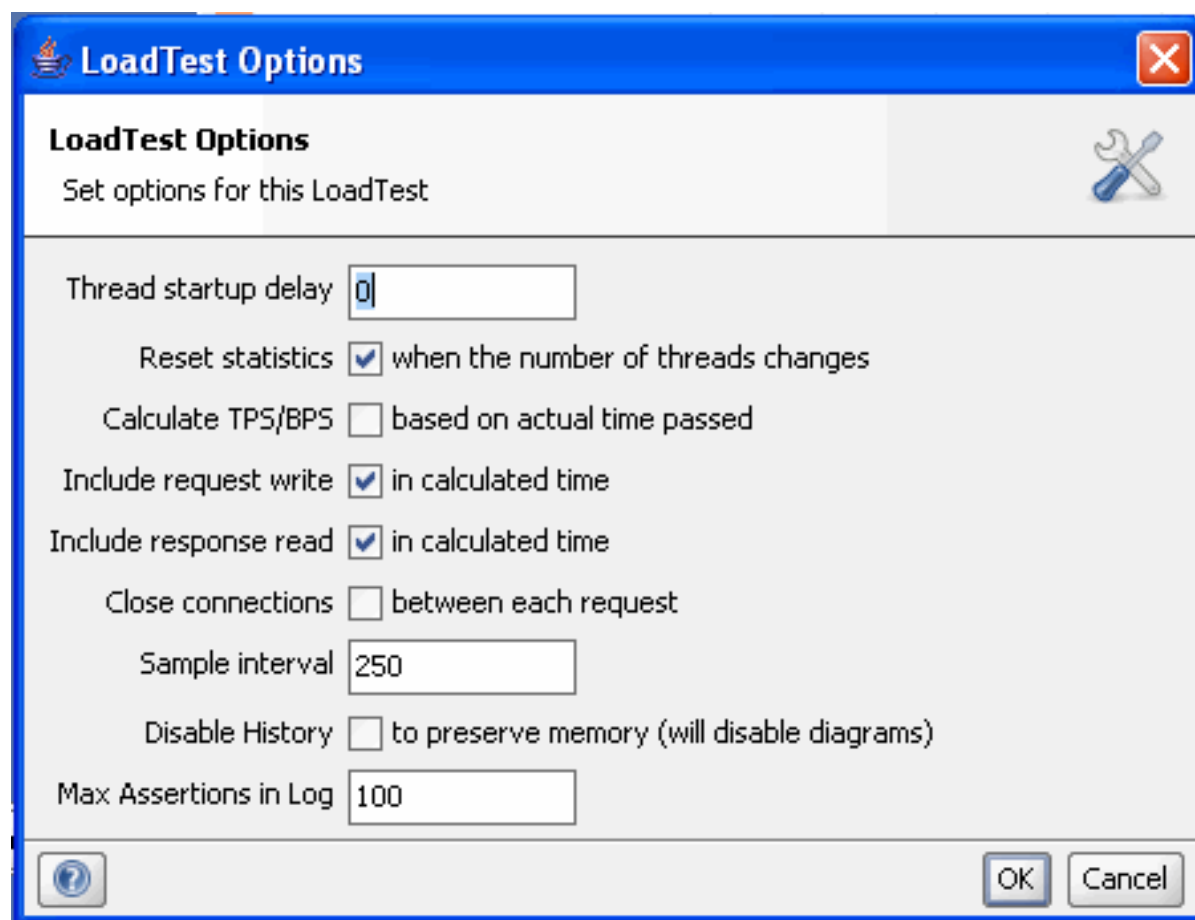 LoadTest Options
LoadTest Options
Set options for this LoadTest
Thread startup delay 0
Reset statistics when the number of threads changes
Calculate TPS/BPS based on actual time passed
Include request write in calculated time
Include response read in calculated time
Close connections between each request
Sample interval 250
Disable History to preserve memory (will disable diagrams)
Max Assertions in Log 100
? OK Cancel